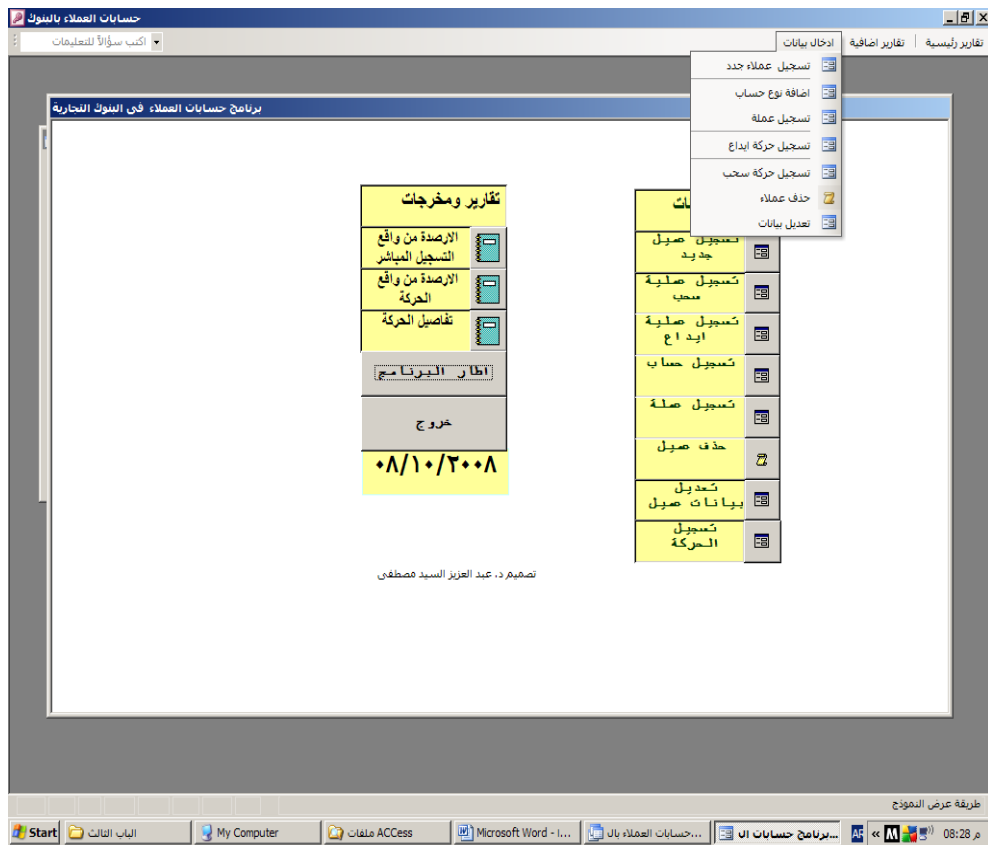 حسابات العملاء بالبنوك
تقارير رئيسية
تقارير اضافية
ادخال بيانات
اكتب سؤالاً للتعليمات
تسجيل عملاء جدد
اضافة نوع حساب
تسجيل عملة
تسجيل حركة ايداع
تسجيل حركة سحب
حذف عملاء
تعديل بيانات
برنامج حسابات العملاء فى البنوك التجارية
تسجيل عميل
جديد
تسجيل عملية
سحب
تسجيل عملية
ايداع
تسجيل حساب
تسجيل عملة
حذف عميل
تعديل
بيانات عميل
تسجيل
الحركة
تقارير ومخرجات
الارصدة من واقع
التسجيل المباشر
الارصدة من واقع
الحركة
تفاصيل الحركة
اطار البرنامج
خروج
٠٨/١٠/٢٠٠٨
تصميم د. عبد العزيز السيد مصطفى
طريقة عرض النموذج
Start
الباب الثالث
My Computer
ملفات ACCess
Microsoft Word - I...
حسابات العملاء بال...
برنامج حسابات ال...
AR
08:28 م